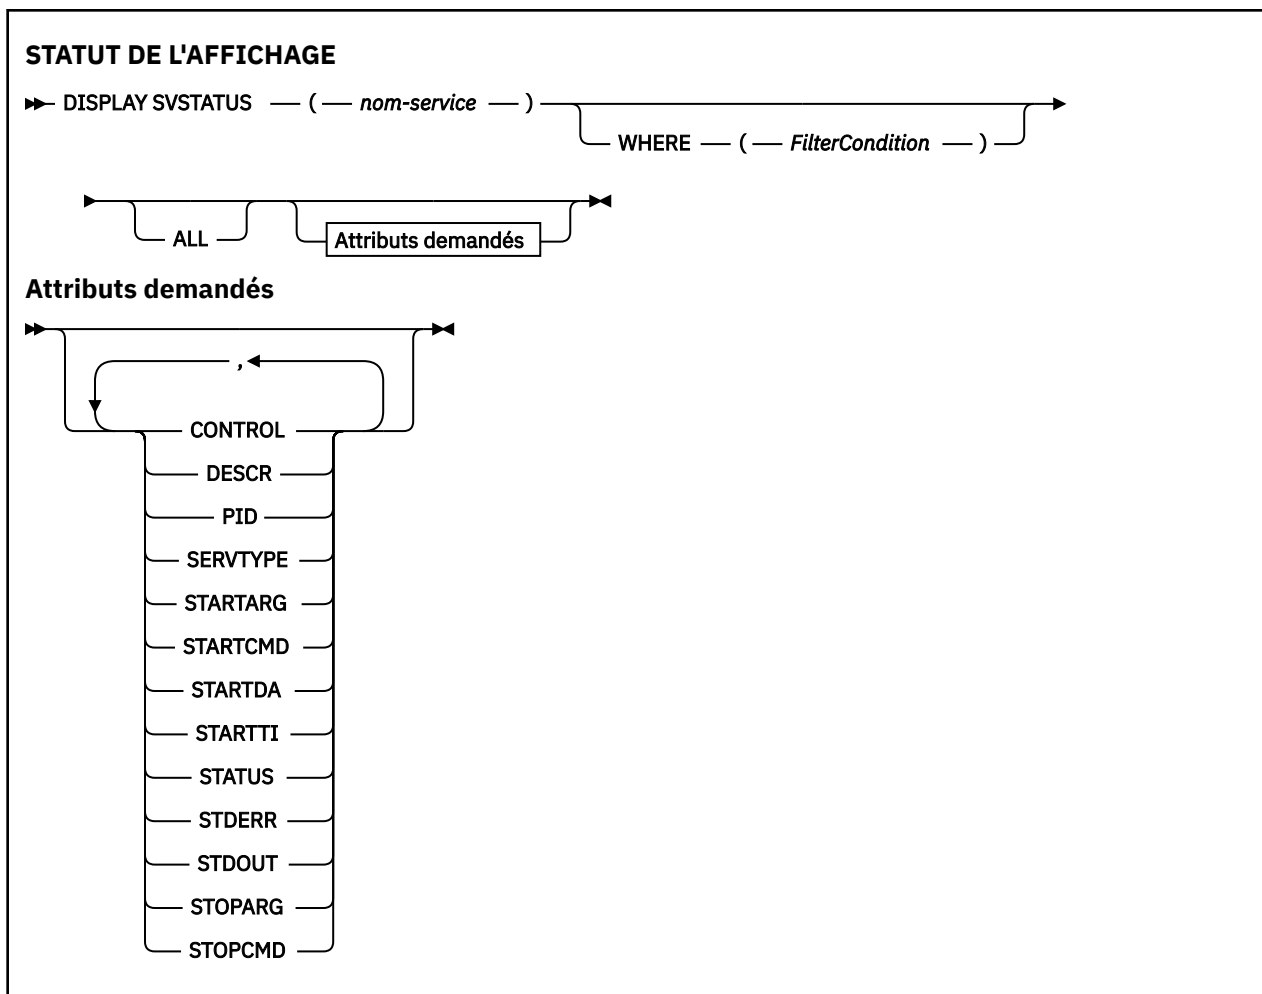 STATUT DE L'AFFICHAGE
DISPLAY SVSTATUS ( nom-service )
WHERE ( FilterCondition )
ALL
Attributs demandés
Attributs demandés
,
CONTROL
DESCR
PID
SERVTYPE
STARTARG
STARTCMD
STARTDA
STARTTI
STATUS
STDERR
STDOUT
STOPARG
STOPCMD